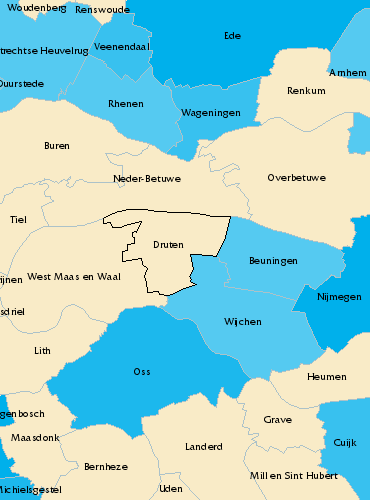 Woudenberg
Renswoude
Ede
Veenendaal
trechtse Heuvelrug
Arnhem
Duurstede
Renkum
Rhenen
Wageningen
Buren
Neder-Betuwe
Overbetuwe
Tiel
Druten
Beuningen
West Maas en Waal
ijnen
Nijmegen
sdriel
Wijchen
Lith
Oss
Heumen
genbosch
Grave
Maasdonk
Cuijk
Landerd
Bernheze
Mill en Sint Hubert
Uden
Michielsgestel